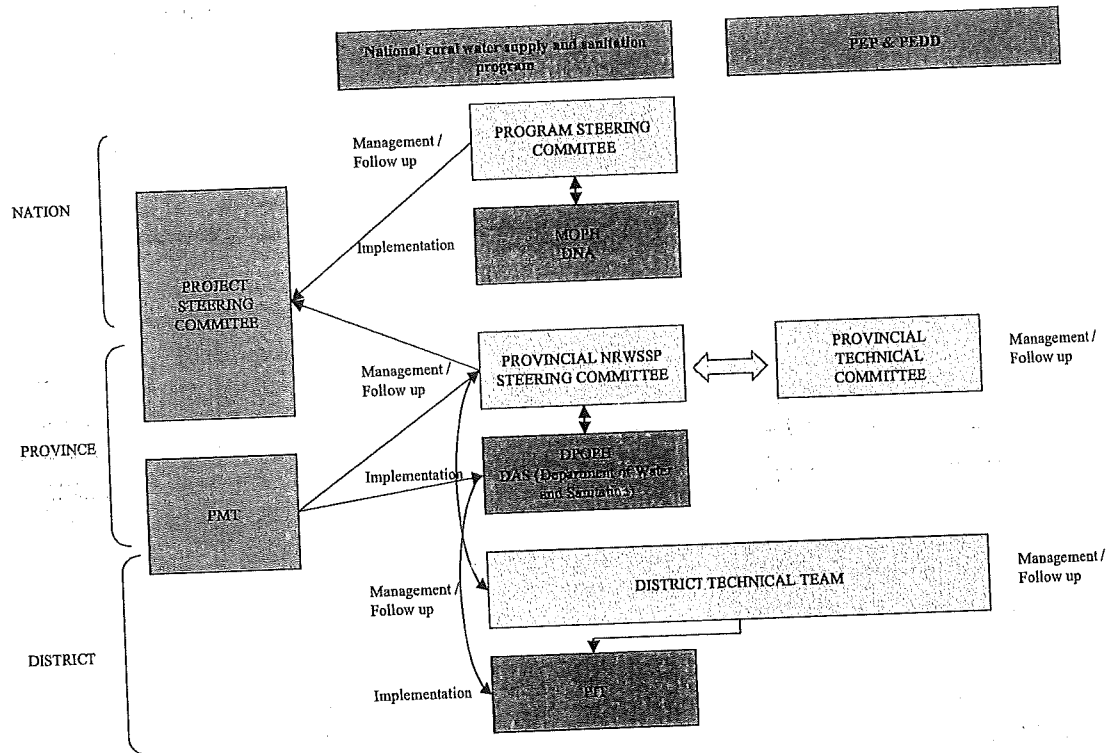 National rural water supply and sanitation
program
PEP & PEDD
PROGRAM STEERING
COMMITEE
Management /
Follow up
NATION
MOPH
DNA
Implementation
PROJECT
STEERING
COMMITEE
PROVINCIAL NRWSSP
STEERING COMMITTEE
PROVINCIAL
TECHNICAL
COMMITTEE
Management /
Follow up
Management /
Follow up
PROVINCE
DPOPH
DAS (Department of Water
and Sanitation)
Implementation
PMT
DISTRICT TECHNICAL TEAM
Management /
Follow up
Management /
Follow up
DISTRICT
Implementation